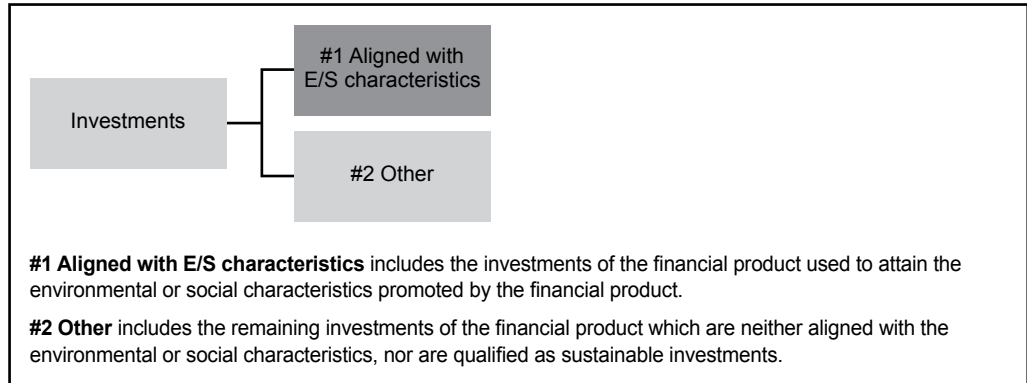 #1 Aligned with
E/S characteristics
Investments
#2 Other
#1 Aligned with E/S characteristics includes the investments of the financial product used to attain the
environmental or social characteristics promoted by the financial product.
#2 Other includes the remaining investments of the financial product which are neither aligned with the
environmental or social characteristics, nor are qualified as sustainable investments.